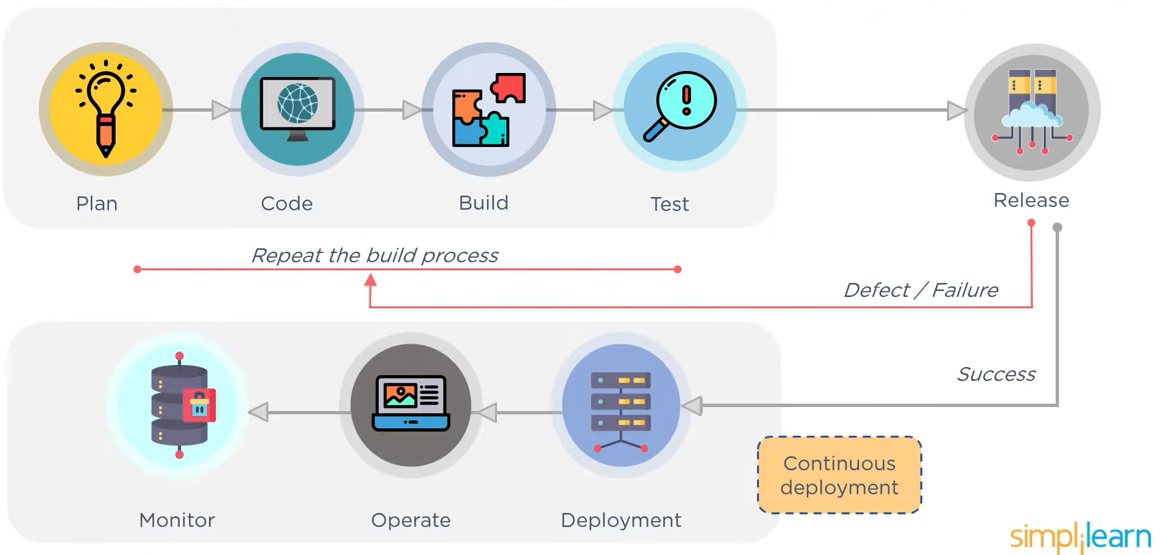 Plan
Code
Build
Test
Release
Repeat the build process
Defect / Failure
Success
Continuous
deployment
Monitor
Operate
Deployment
simplilearn